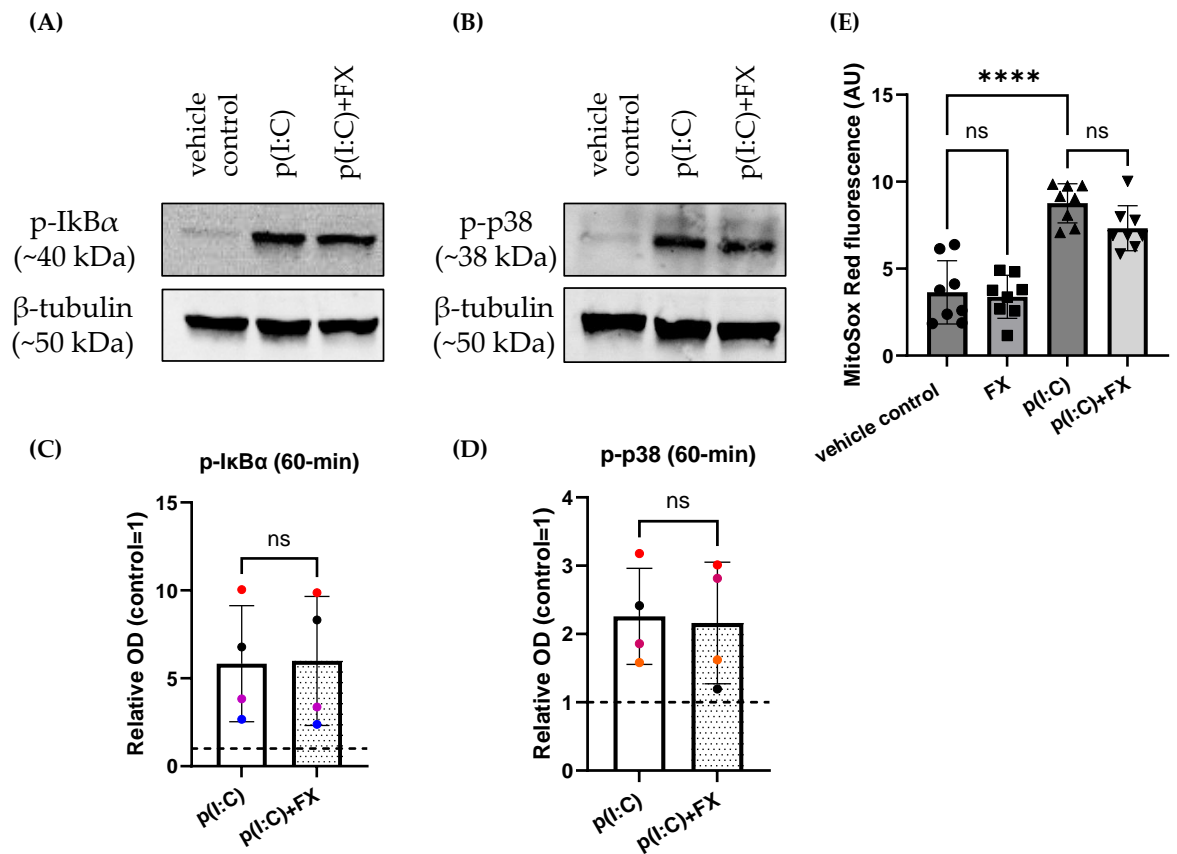 (A)
vehicle
control
p(I:C)
p(I:C)+FX
p-IkBα
(~40 kDa)
β-tubulin
(~50 kDa)
(B)
vehicle
control
p(I:C)
p(I:C)+FX
p-p38
(~38 kDa)
β-tubulin
(~50 kDa)
(E)
MitoSox Red fluorescence (AU)
15
10
5
0
****
ns
ns
vehicle control
FX
p(I:C)
p(I:C)+FX
(C)
p-IκBα (60-min)
Relative OD (control=1)
15
10
5
0
ns
p(I:C)
p(I:C)+FX
(D)
p-p38 (60-min)
Relative OD (control=1)
4
3
2
1
0
ns
p(I:C)
p(I:C)+FX